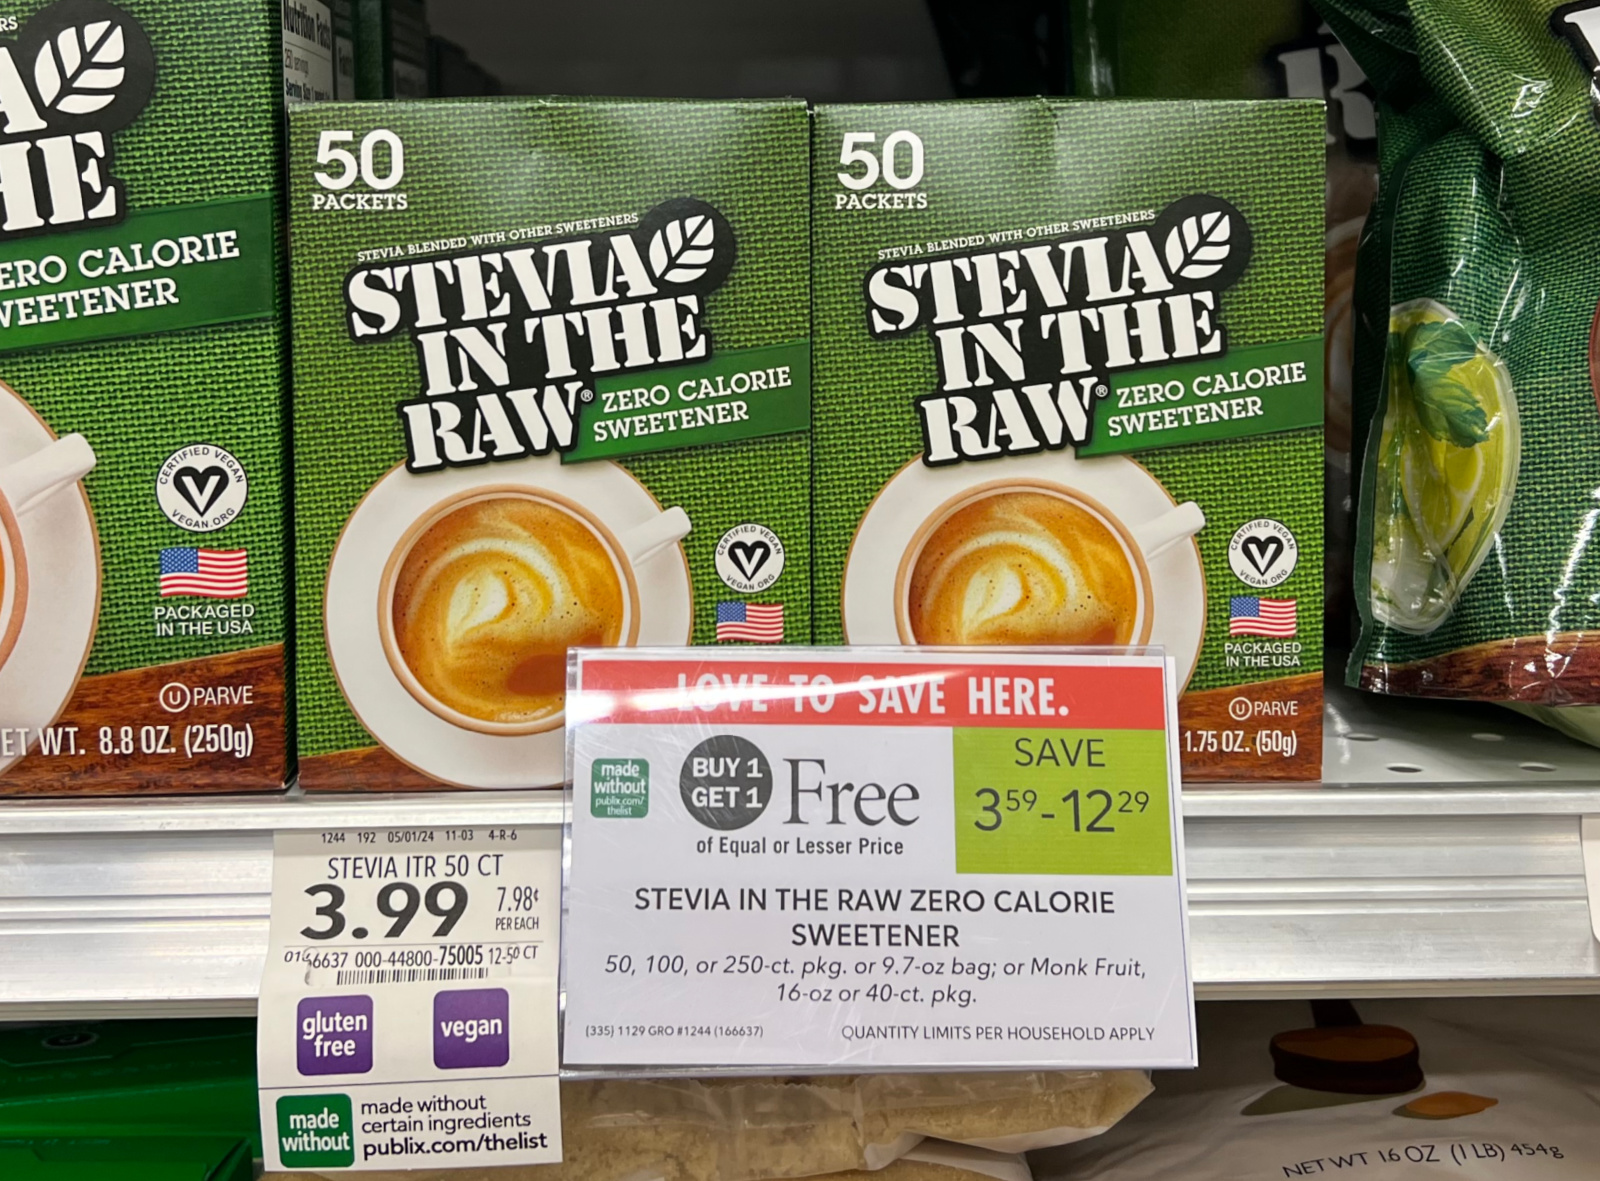 50
PACKETS
STEVIA BLENDED WITH OTHER SWEETENERS
STEVIA
IN THE
RAW®
ZERO CALORIE
SWEETENER
CERTIFIED VEGAN
VEGAN.ORG
50
PACKETS
STEVIA BLENDED WITH OTHER SWEETENERS
STEVIA
IN THE
RAW®
ZERO CALORIE
SWEETENER
CERTIFIED VEGAN
VEGAN.ORG
PACKAGED
IN THE USA
U PARVE
1.75 OZ. (50g)
Nutrition Facts
HE
CALORIE
CERTIFIED VEGAN
VEGAN.ORG
PACKAGED
IN THE USA
U PARVE
WT. 8.8 OZ. (250g)
LOVE TO SAVE HERE.
made
without
publix.com/
thelist
BUY 1
GET 1
Free
of Equal or Lesser Price
SAVE
3 59 - 12 29
STEVIA IN THE RAW ZERO CALORIE
SWEETENER
50, 100, or 250-ct. pkg. or 9.7-oz bag; or Monk Fruit,
16-oz or 40-ct. pkg.
(335) 1129 GRO #1244 (166637) QUANTITY LIMITS PER HOUSEHOLD APPLY
1244 192 05/01/24 11-03 4-R-6
STEVIA ITR 50 CT
3.99
7.98¢
PER EACH
000-44800-75005 12-50 CT
gluten
free
vegan
made
without
made without
certain ingredients
publix.com/thelist
NET WT 16 OZ (1 LB) 454g